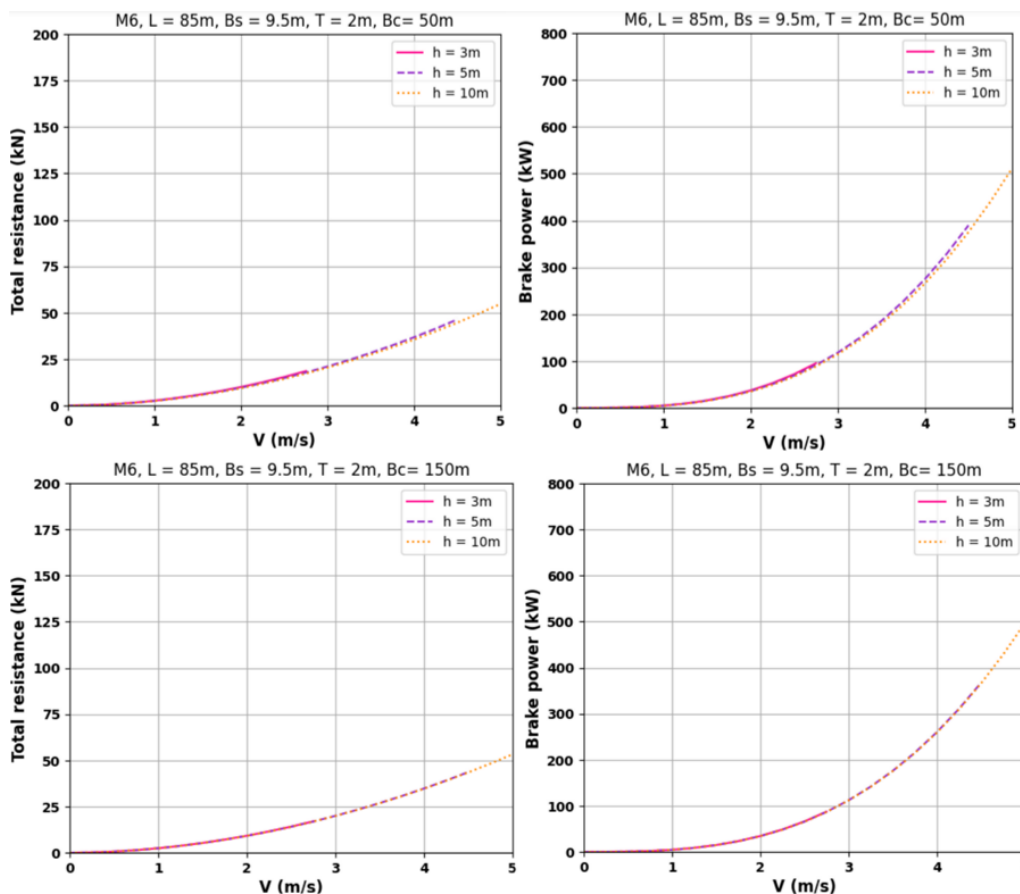 M6, L = 85m, Bs = 9.5m, T = 2m, Bc= 50m
Total resistance (kN)
200
175
150
125
100
75
50
25
0
h = 3m
h = 5m
h = 10m
0 1 2 3 4 5
V (m/s)
M6, L = 85m, Bs = 9.5m, T = 2m, Bc= 50m
Brake power (kW)
800
700
600
500
400
300
200
100
0
h = 3m
h = 5m
h = 10m
0 1 2 3 4 5
V (m/s)
M6, L = 85m, Bs = 9.5m, T = 2m, Bc= 150m
Total resistance (kN)
200
175
150
125
100
75
50
25
0
h = 3m
h = 5m
h = 10m
0 1 2 3 4 5
V (m/s)
M6, L = 85m, Bs = 9.5m, T = 2m, Bc= 150m
Brake power (kW)
800
700
600
500
400
300
200
100
0
h = 3m
h = 5m
h = 10m
0 1 2 3 4
V (m/s)